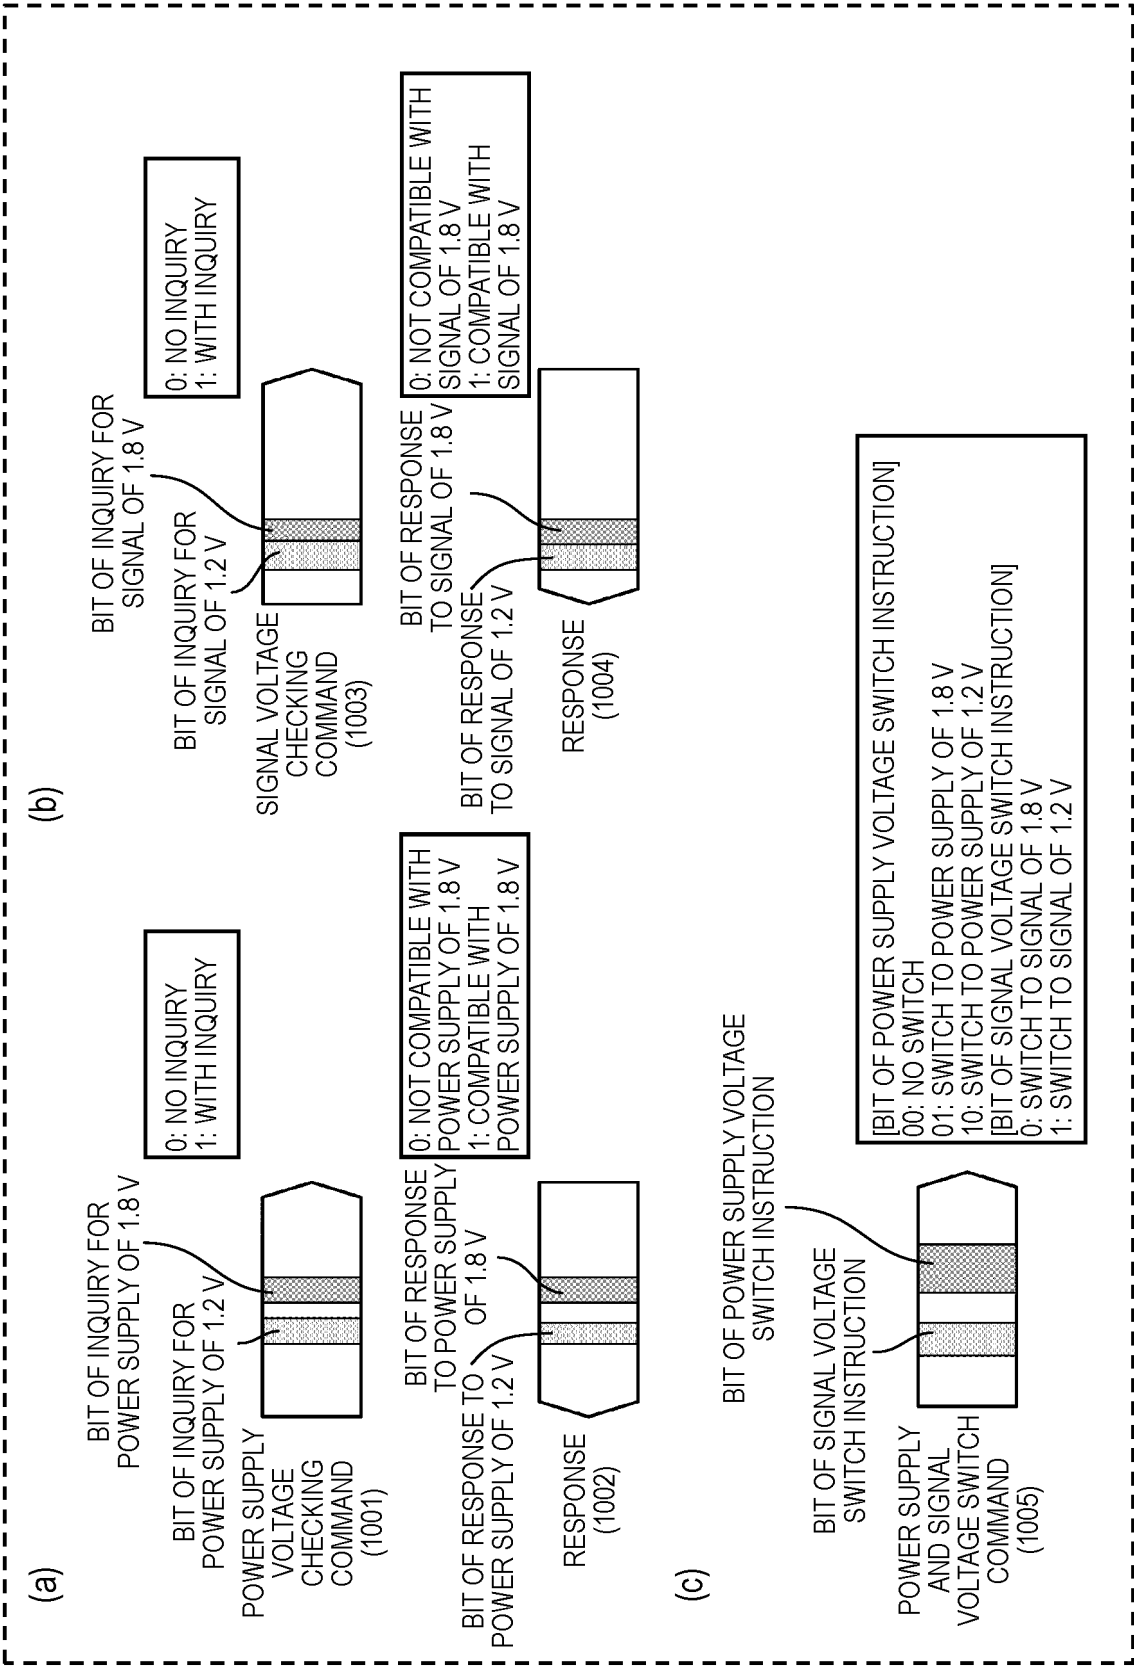 (a)
BIT OF INQUIRY FOR
POWER SUPPLY OF 1.8 V
BIT OF INQUIRY FOR
POWER SUPPLY OF 1.2 V
0: NO INQUIRY
1: WITH INQUIRY
POWER SUPPLY
VOLTAGE
CHECKING
COMMAND
(1001)
BIT OF RESPONSE
TO POWER SUPPLY
OF 1.8 V
BIT OF RESPONSE TO
POWER SUPPLY OF 1.2 V
0: NOT COMPATIBLE WITH
POWER SUPPLY OF 1.8 V
1: COMPATIBLE WITH
POWER SUPPLY OF 1.8 V
RESPONSE
(1002)
(b)
BIT OF INQUIRY FOR
SIGNAL OF 1.8 V
BIT OF INQUIRY FOR
SIGNAL OF 1.2 V
0: NO INQUIRY
1: WITH INQUIRY
SIGNAL VOLTAGE
CHECKING
COMMAND
(1003)
BIT OF RESPONSE
TO SIGNAL OF 1.8 V
BIT OF RESPONSE
TO SIGNAL OF 1.2 V
0: NOT COMPATIBLE WITH
SIGNAL OF 1.8 V
1: COMPATIBLE WITH
SIGNAL OF 1.8 V
RESPONSE
(1004)
(c)
BIT OF POWER SUPPLY VOLTAGE
SWITCH INSTRUCTION
BIT OF SIGNAL VOLTAGE
SWITCH INSTRUCTION
POWER SUPPLY
AND SIGNAL
VOLTAGE SWITCH
COMMAND
(1005)
[BIT OF POWER SUPPLY VOLTAGE SWITCH INSTRUCTION]
00: NO SWITCH
01: SWITCH TO POWER SUPPLY OF 1.8 V
10: SWITCH TO POWER SUPPLY OF 1.2 V
[BIT OF SIGNAL VOLTAGE SWITCH INSTRUCTION]
0: SWITCH TO SIGNAL OF 1.8 V
1: SWITCH TO SIGNAL OF 1.2 V